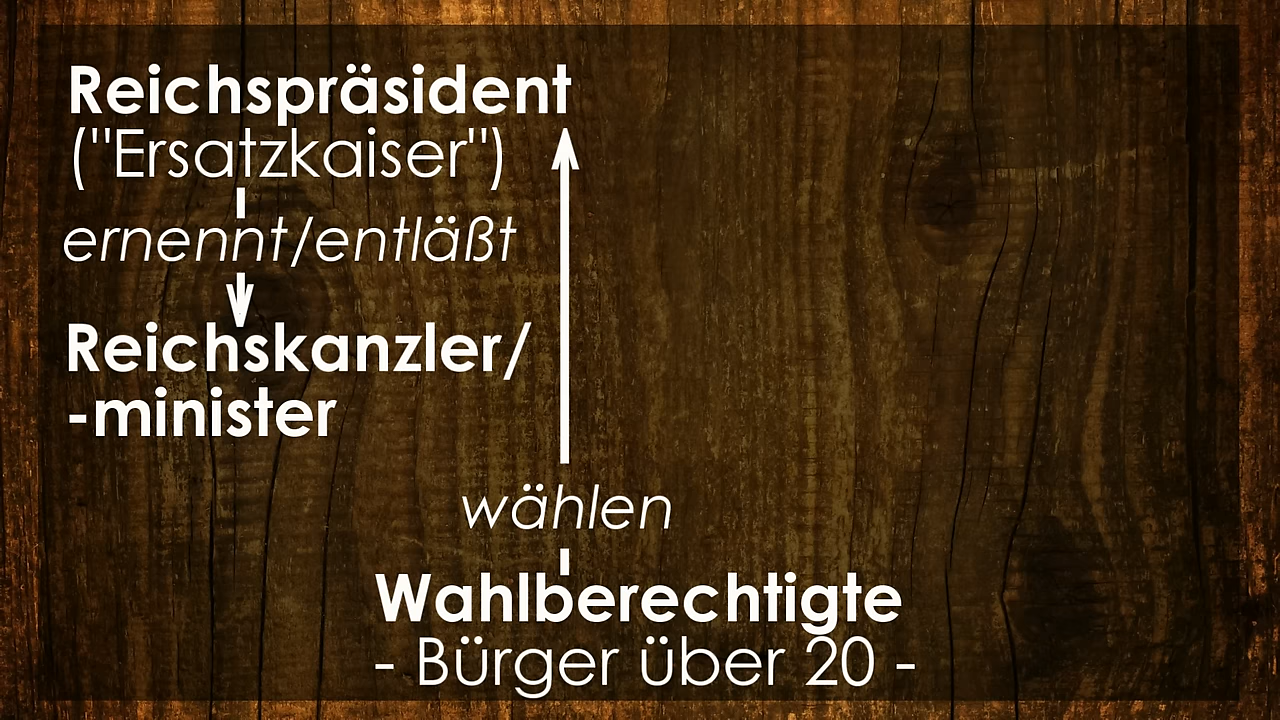 Reichspräsident
("Ersatzkaiser")
ernennt/entläßt
Reichskanzler/
-minister
wählen
Wahlberechtigte
- Bürger über 20 -